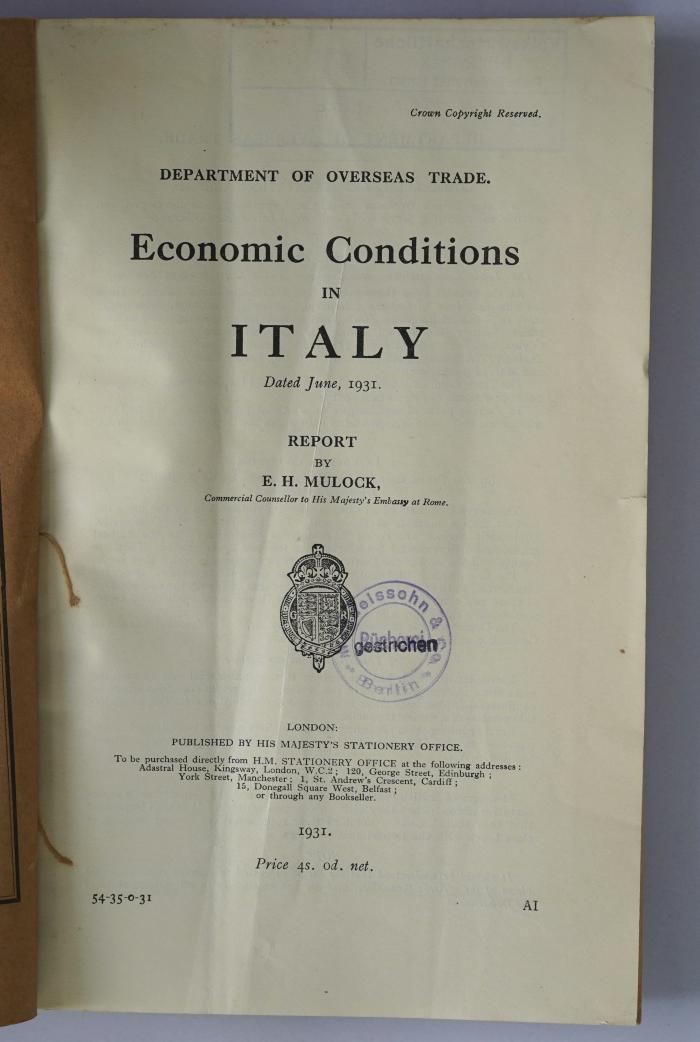 Crown Copyright Reserved.
DEPARTMENT OF OVERSEAS TRADE.
Economic Conditions
IN
ITALY
Dated June, 1931.
REPORT
BY
E. H. MULOCK,
Commercial Counsellor to His Majesty's Embassy at Rome.
G R
elssohn & Co.
Bücherei
gestrichen
Berlin
LONDON:
PUBLISHED BY HIS MAJESTY'S STATIONERY OFFICE.
To be purchased directly from H.M. STATIONERY OFFICE at the following addresses:
Adastral House, Kingsway, London, W.C.2; 120, George Street, Edinburgh;
York Street, Manchester; 1, St. Andrew's Crescent, Cardiff;
15, Donegall Square West, Belfast;
or through any Bookseller.
1931.
Price 4s. 0d. net.
54-35-0-31
AI